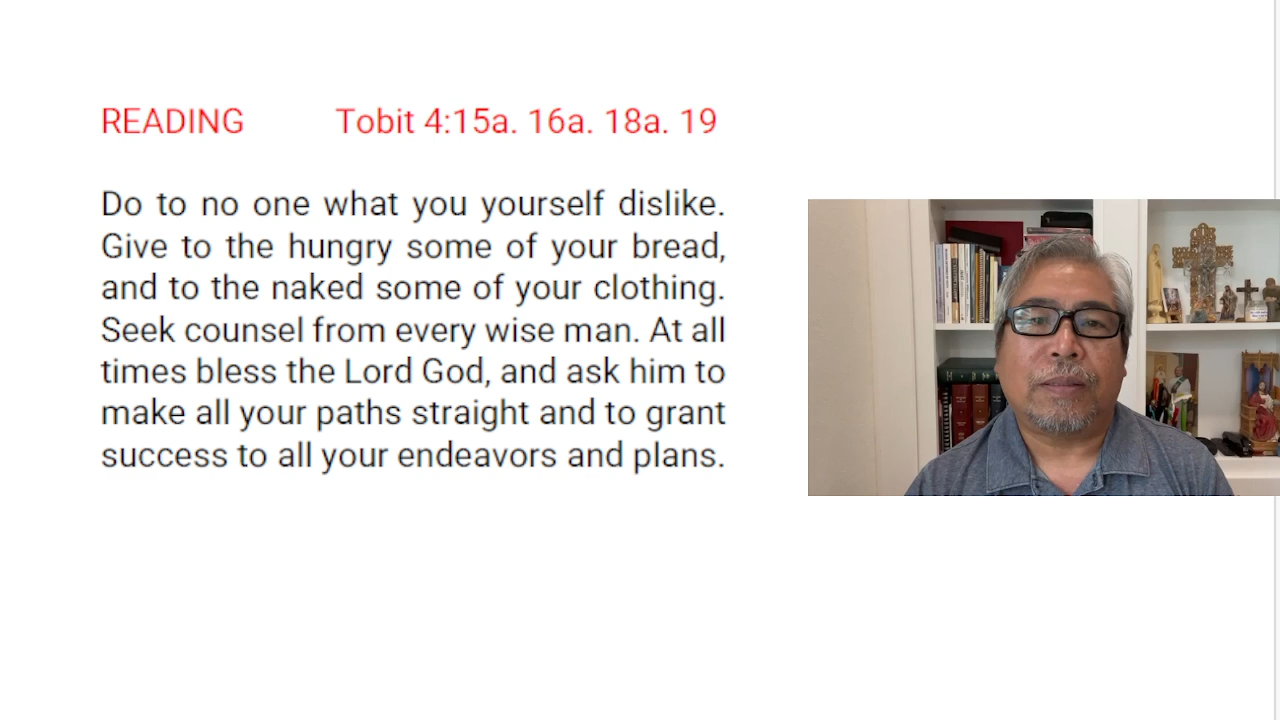 READING Tobit 4:15a. 16a. 18a. 19
Do to no one what you yourself dislike.
Give to the hungry some of your bread,
and to the naked some of your clothing.
Seek counsel from every wise man. At all
times bless the Lord God, and ask him to
make all your paths straight and to grant
success to all your endeavors and plans.